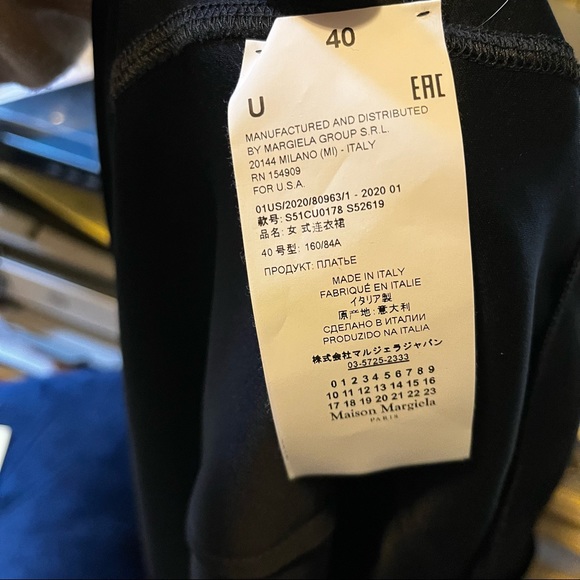 40
U
EAC
MANUFACTURED AND DISTRIBUTED
BY MARGIELA GROUP S.R.L.
20144 MILANO (MI) - ITALY
RN 154909
FOR U.S.A.
01US/2020/80963/1 - 2020 01
款号: S51CU0178 S52619
品名: 女式连衣裙
40 号型: 160/84A
ПРОДУКТ: ПЛАТЬЕ
MADE IN ITALY
FABRIQUÉ EN ITALIE
イタリア製
原产地: 意大利
СДЕЛАНО В ИТАЛИИ
PRODUZIDO NA ITALIA
株式会社マルジェラジャパン
03-5725-2333
0 1 2 3 4 5 6 7 8 9
10 11 12 13 14 15 16
17 18 19 20 21 22 23
Maison Margiela
PARIS